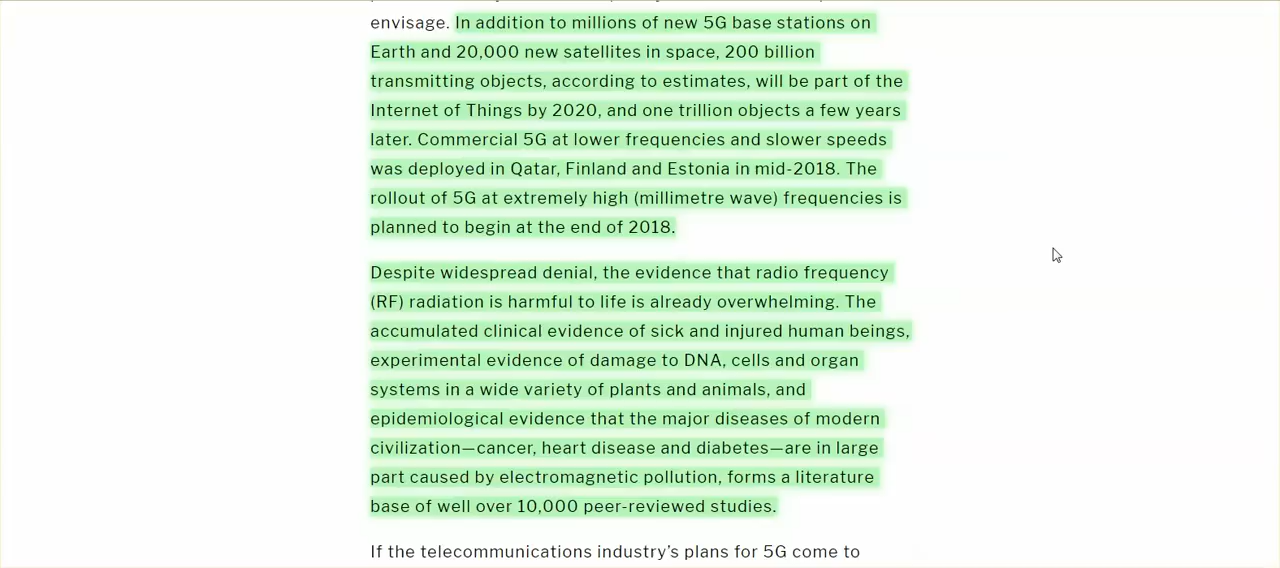 envisage. In addition to millions of new 5G base stations on
Earth and 20,000 new satellites in space, 200 billion
transmitting objects, according to estimates, will be part of the
Internet of Things by 2020, and one trillion objects a few years
later. Commercial 5G at lower frequencies and slower speeds
was deployed in Qatar, Finland and Estonia in mid-2018. The
rollout of 5G at extremely high (millimetre wave) frequencies is
planned to begin at the end of 2018.
Despite widespread denial, the evidence that radio frequency
(RF) radiation is harmful to life is already overwhelming. The
accumulated clinical evidence of sick and injured human beings,
experimental evidence of damage to DNA, cells and organ
systems in a wide variety of plants and animals, and
epidemiological evidence that the major diseases of modern
civilization—cancer, heart disease and diabetes—are in large
part caused by electromagnetic pollution, forms a literature
base of well over 10,000 peer-reviewed studies.
If the telecommunications industry's plans for 5G come to